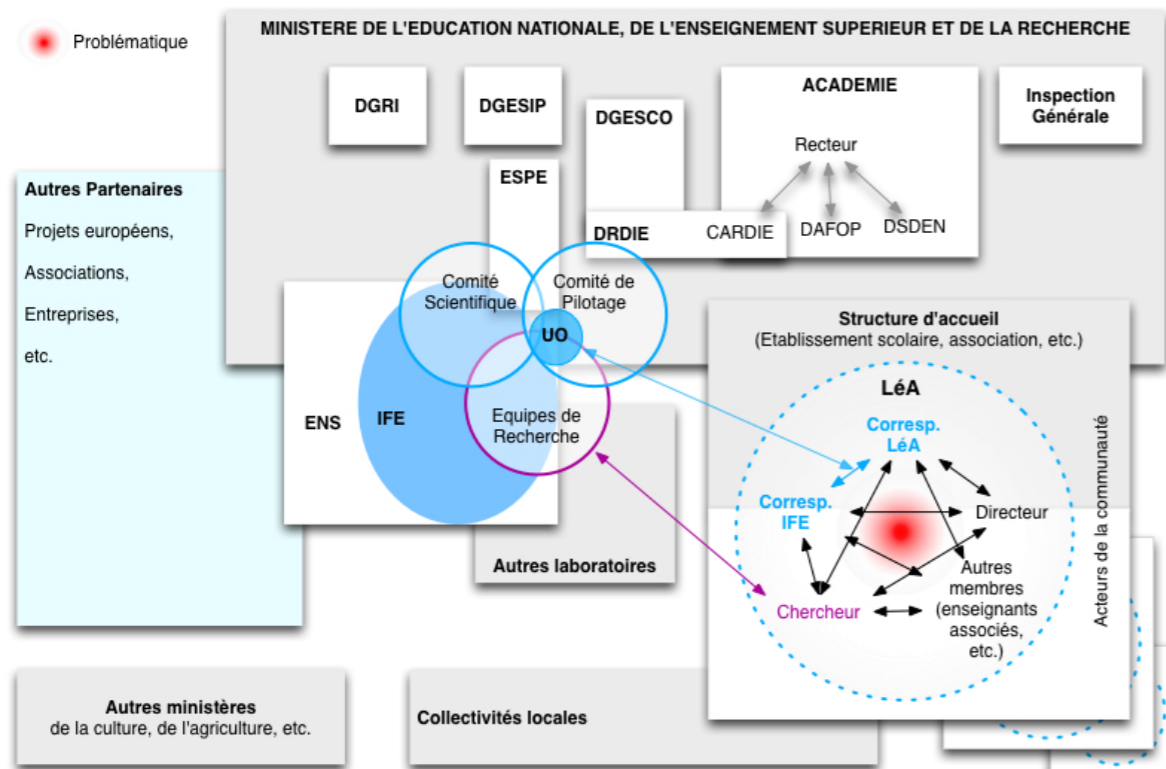 Problématique
MINISTERE DE L'EDUCATION NATIONALE, DE L'ENSEIGNEMENT SUPERIEUR ET DE LA RECHERCHE
DGRI
DGESIP
DGESCO
ACADEMIE
Inspection
Générale
Recteur
ESPE
DRDIE
CARDIE
DAFOP
DSDEN
Autres Partenaires
Projets européens,
Associations,
Entreprises,
etc.
Comité
Scientifique
Comité de
Pilotage
UO
ENS
IFE
Equipes de
Recherche
Autres laboratoires
Structure d'accueil
(Etablissement scolaire, association, etc.)
LéA
Corresp.
LéA
Corresp.
IFE
Directeur
Chercheur
Autres
membres
(enseignants
associés,
etc.)
Acteurs de la communauté
Autres ministères
de la culture, de l'agriculture, etc.
Collectivités locales